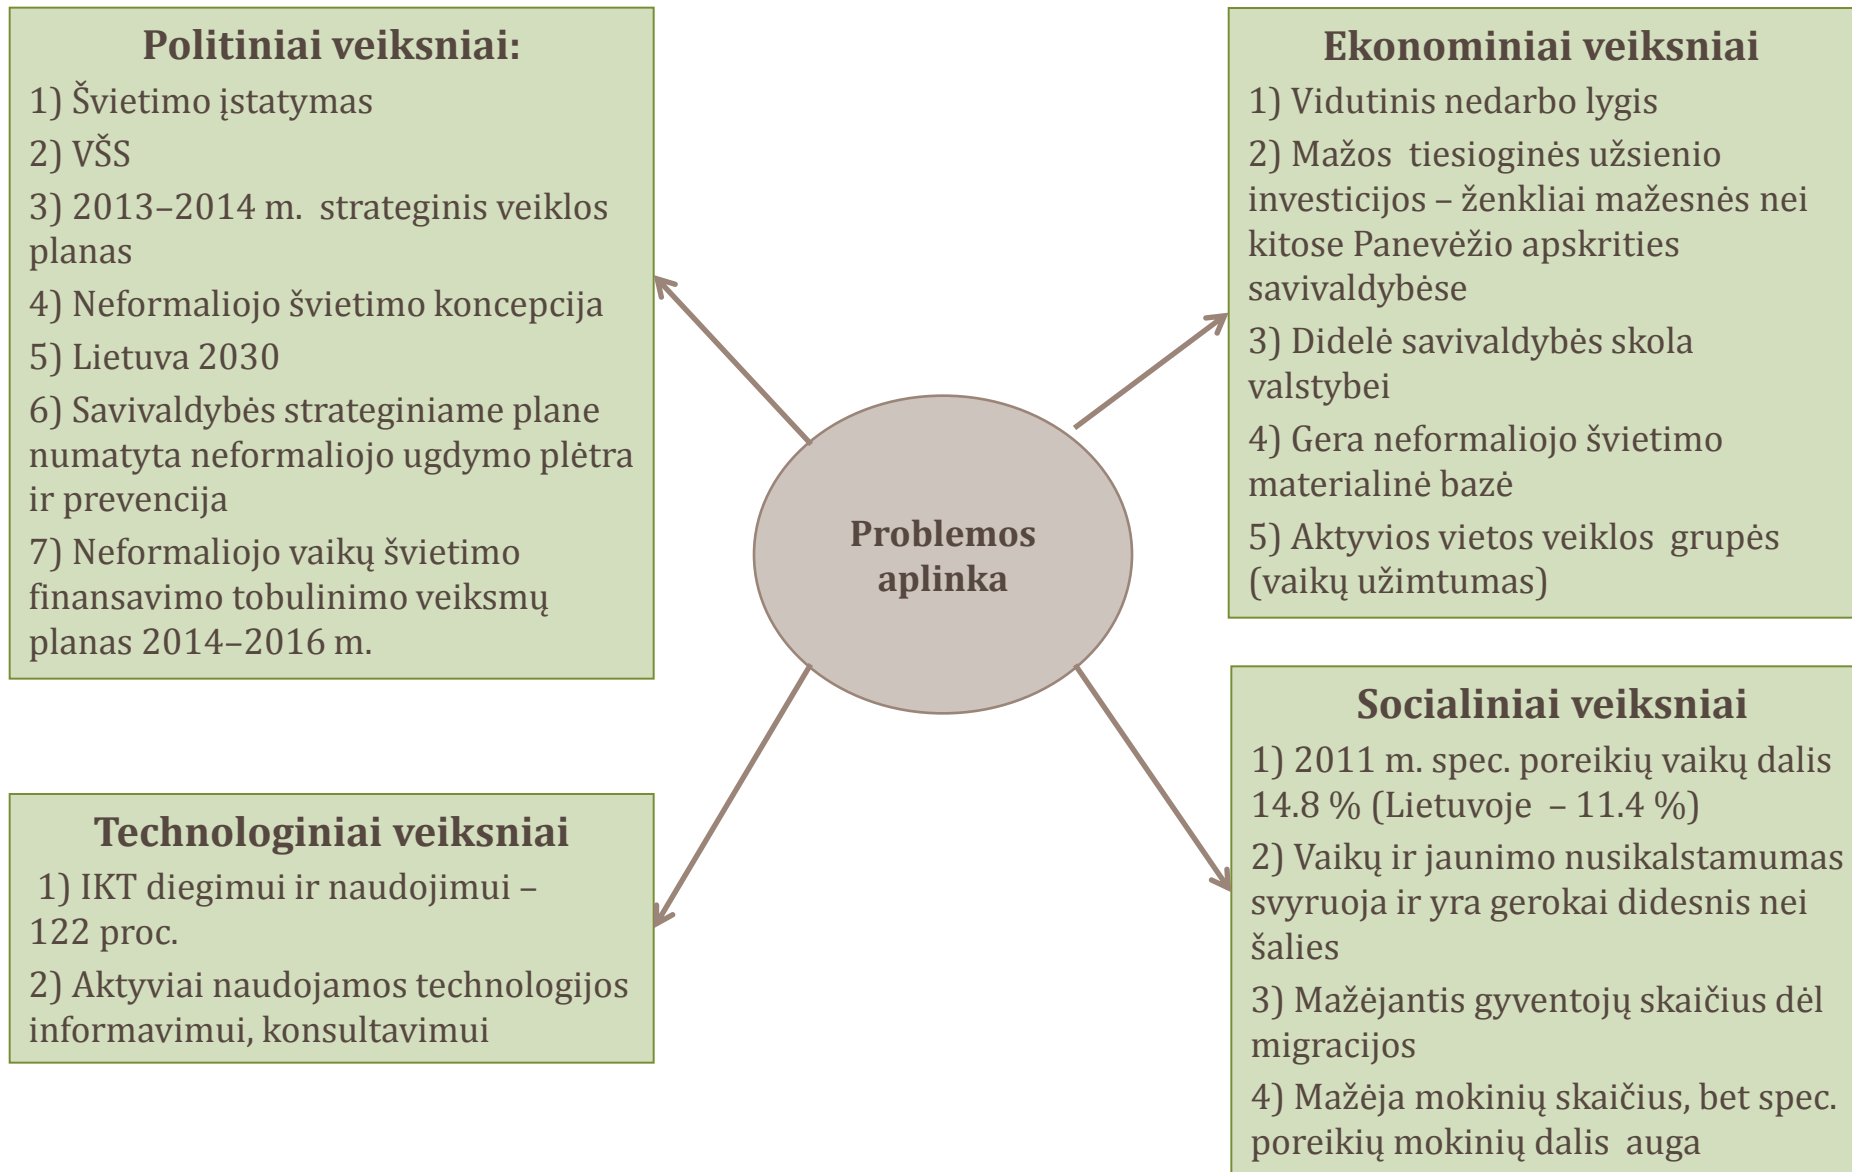 Politiniai veiksniai:
1) Švietimo įstatymas
2) VŠS
3) 2013–2014 m. strateginis veiklos
planas
4) Neformaliojo švietimo koncepcija
5) Lietuva 2030
6) Savivaldybės strateginiame plane
numatyta neformaliojo ugdymo plėtra
ir prevencija
7) Neformaliojo vaikų švietimo
finansavimo tobulinimo veiksmų
planas 2014–2016 m.
Ekonominiai veiksniai
1) Vidutinis nedarbo lygis
2) Mažos tiesioginės užsienio
investicijos – ženkliai mažesnės nei
kitose Panevėžio apskrities
savivaldybėse
3) Didelė savivaldybės skola
valstybei
4) Gera neformaliojo švietimo
materialinė bazė
5) Aktyvios vietos veiklos grupės
(vaikų užimtumas)
Problemos
aplinka
Technologiniai veiksniai
1) IKT diegimui ir naudojimui –
122 proc.
2) Aktyviai naudojamos technologijos
informavimui, konsultavimui
Socialiniai veiksniai
1) 2011 m. spec. poreikių vaikų dalis
14.8 % (Lietuvoje – 11.4 %)
2) Vaikų ir jaunimo nusikalstamumas
svyruoja ir yra gerokai didesnis nei
šalies
3) Mažėjantis gyventojų skaičius dėl
migracijos
4) Mažėja mokinių skaičius, bet spec.
poreikių mokinių dalis auga